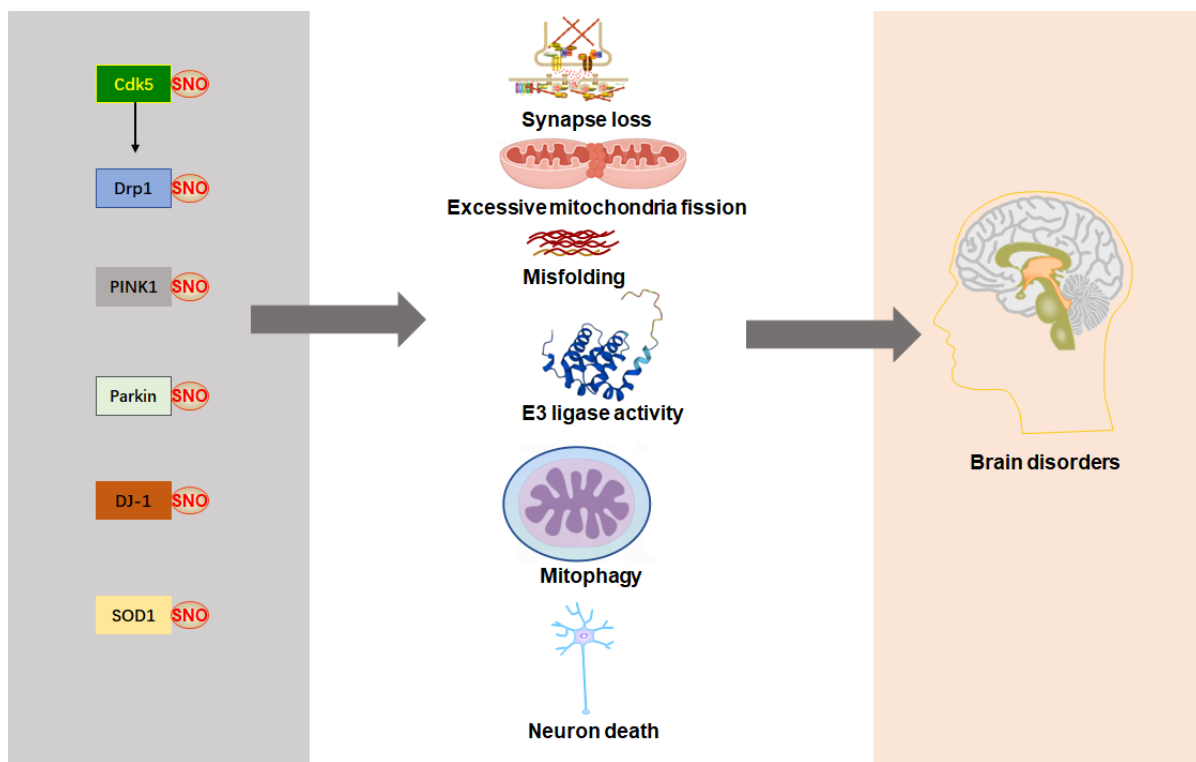 Cdk5 SNO
Drp1 SNO
PINK1 SNO
Parkin SNO
DJ-1 SNO
SOD1 SNO
Synapse loss
Excessive mitochondria fission
Misfolding
E3 ligase activity
Mitophagy
Neuron death
Brain disorders